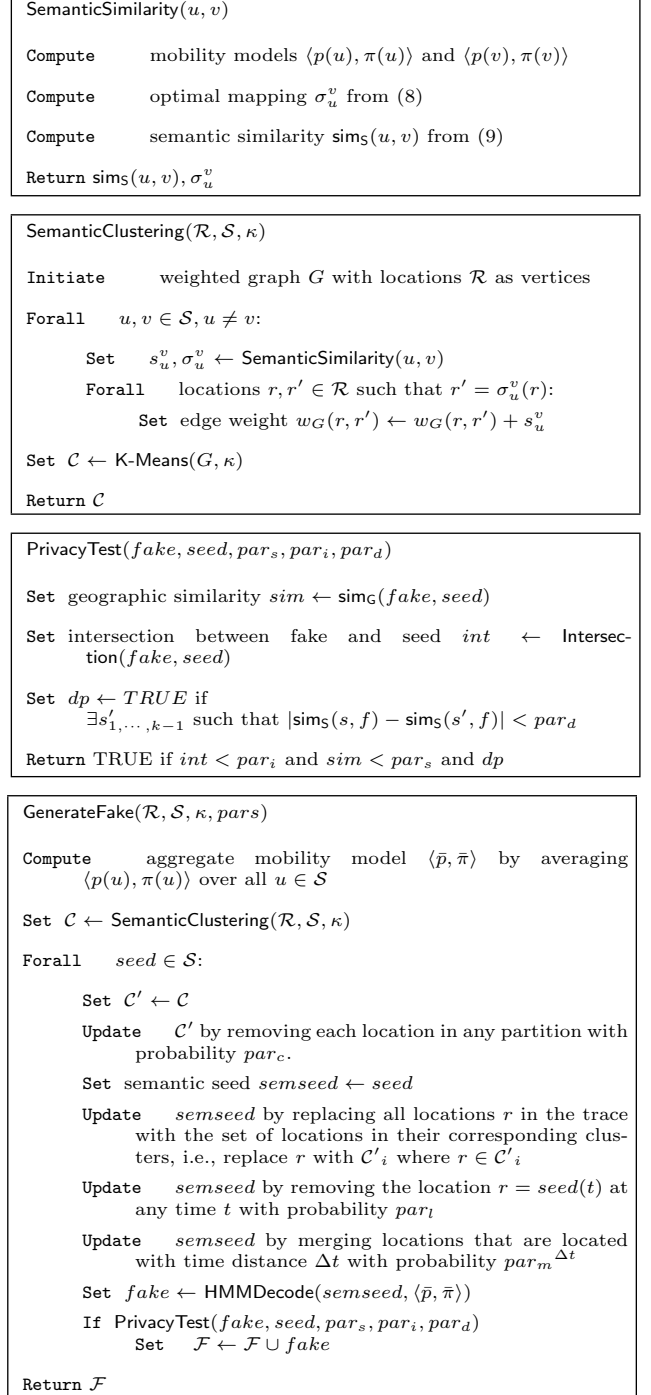 SemanticSimilarity(u, v)
Compute mobility models ⟨p(u), π(u)⟩ and ⟨p(v), π(v)⟩
Compute optimal mapping σ_u^v from (8)
Compute semantic similarity sim_S(u, v) from (9)
Return sim_S(u, v), σ_u^v
SemanticClustering(ℛ, 𝒮, κ)
Initiate weighted graph G with locations ℛ as vertices
Forall u, v ∈ 𝒮, u ≠ v:
Set s_u^v, σ_u^v ← SemanticSimilarity(u, v)
Forall locations r, r′ ∈ ℛ such that r′ = σ_u^v(r):
Set edge weight w_G(r, r′) ← w_G(r, r′) + s_u^v
Set 𝒞 ← K-Means(G, κ)
Return 𝒞
PrivacyTest(fake, seed, par_s, par_i, par_d)
Set geographic similarity sim ← sim_G(fake, seed)
Set intersection between fake and seed int ← Intersec-
tion(fake, seed)
Set dp ← TRUE if
∃s′_{1,⋯,k−1} such that |sim_S(s, f) − sim_S(s′, f)| < par_d
Return TRUE if int < par_i and sim < par_s and dp
GenerateFake(ℛ, 𝒮, κ, pars)
Compute aggregate mobility model ⟨p̄, π̄⟩ by averaging
⟨p(u), π(u)⟩ over all u ∈ 𝒮
Set 𝒞 ← SemanticClustering(ℛ, 𝒮, κ)
Forall seed ∈ 𝒮:
Set 𝒞′ ← 𝒞
Update 𝒞′ by removing each location in any partition with
probability par_c.
Set semantic seed semseed ← seed
Update semseed by replacing all locations r in the trace
with the set of locations in their corresponding clus-
ters, i.e., replace r with 𝒞′_i where r ∈ 𝒞′_i
Update semseed by removing the location r = seed(t) at
any time t with probability par_l
Update semseed by merging locations that are located
with time distance Δt with probability par_m^{Δt}
Set fake ← HMMDecode(semseed, ⟨p̄, π̄⟩)
If PrivacyTest(fake, seed, par_s, par_i, par_d)
Set ℱ ← ℱ ∪ fake
Return ℱ